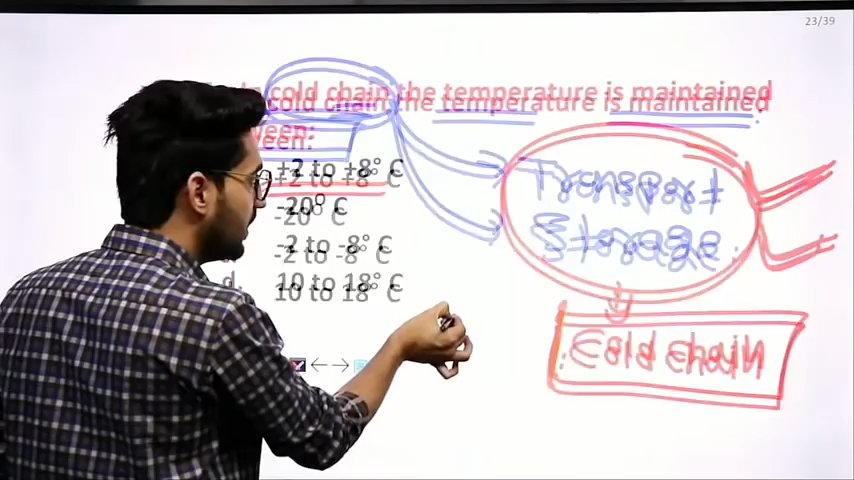 23/39
In cold chain the temperature is maintained
+2 to +8° C
-20° C
-2 to -8° C
d. 10 to 18° C
Transport
Storage
Cold chain